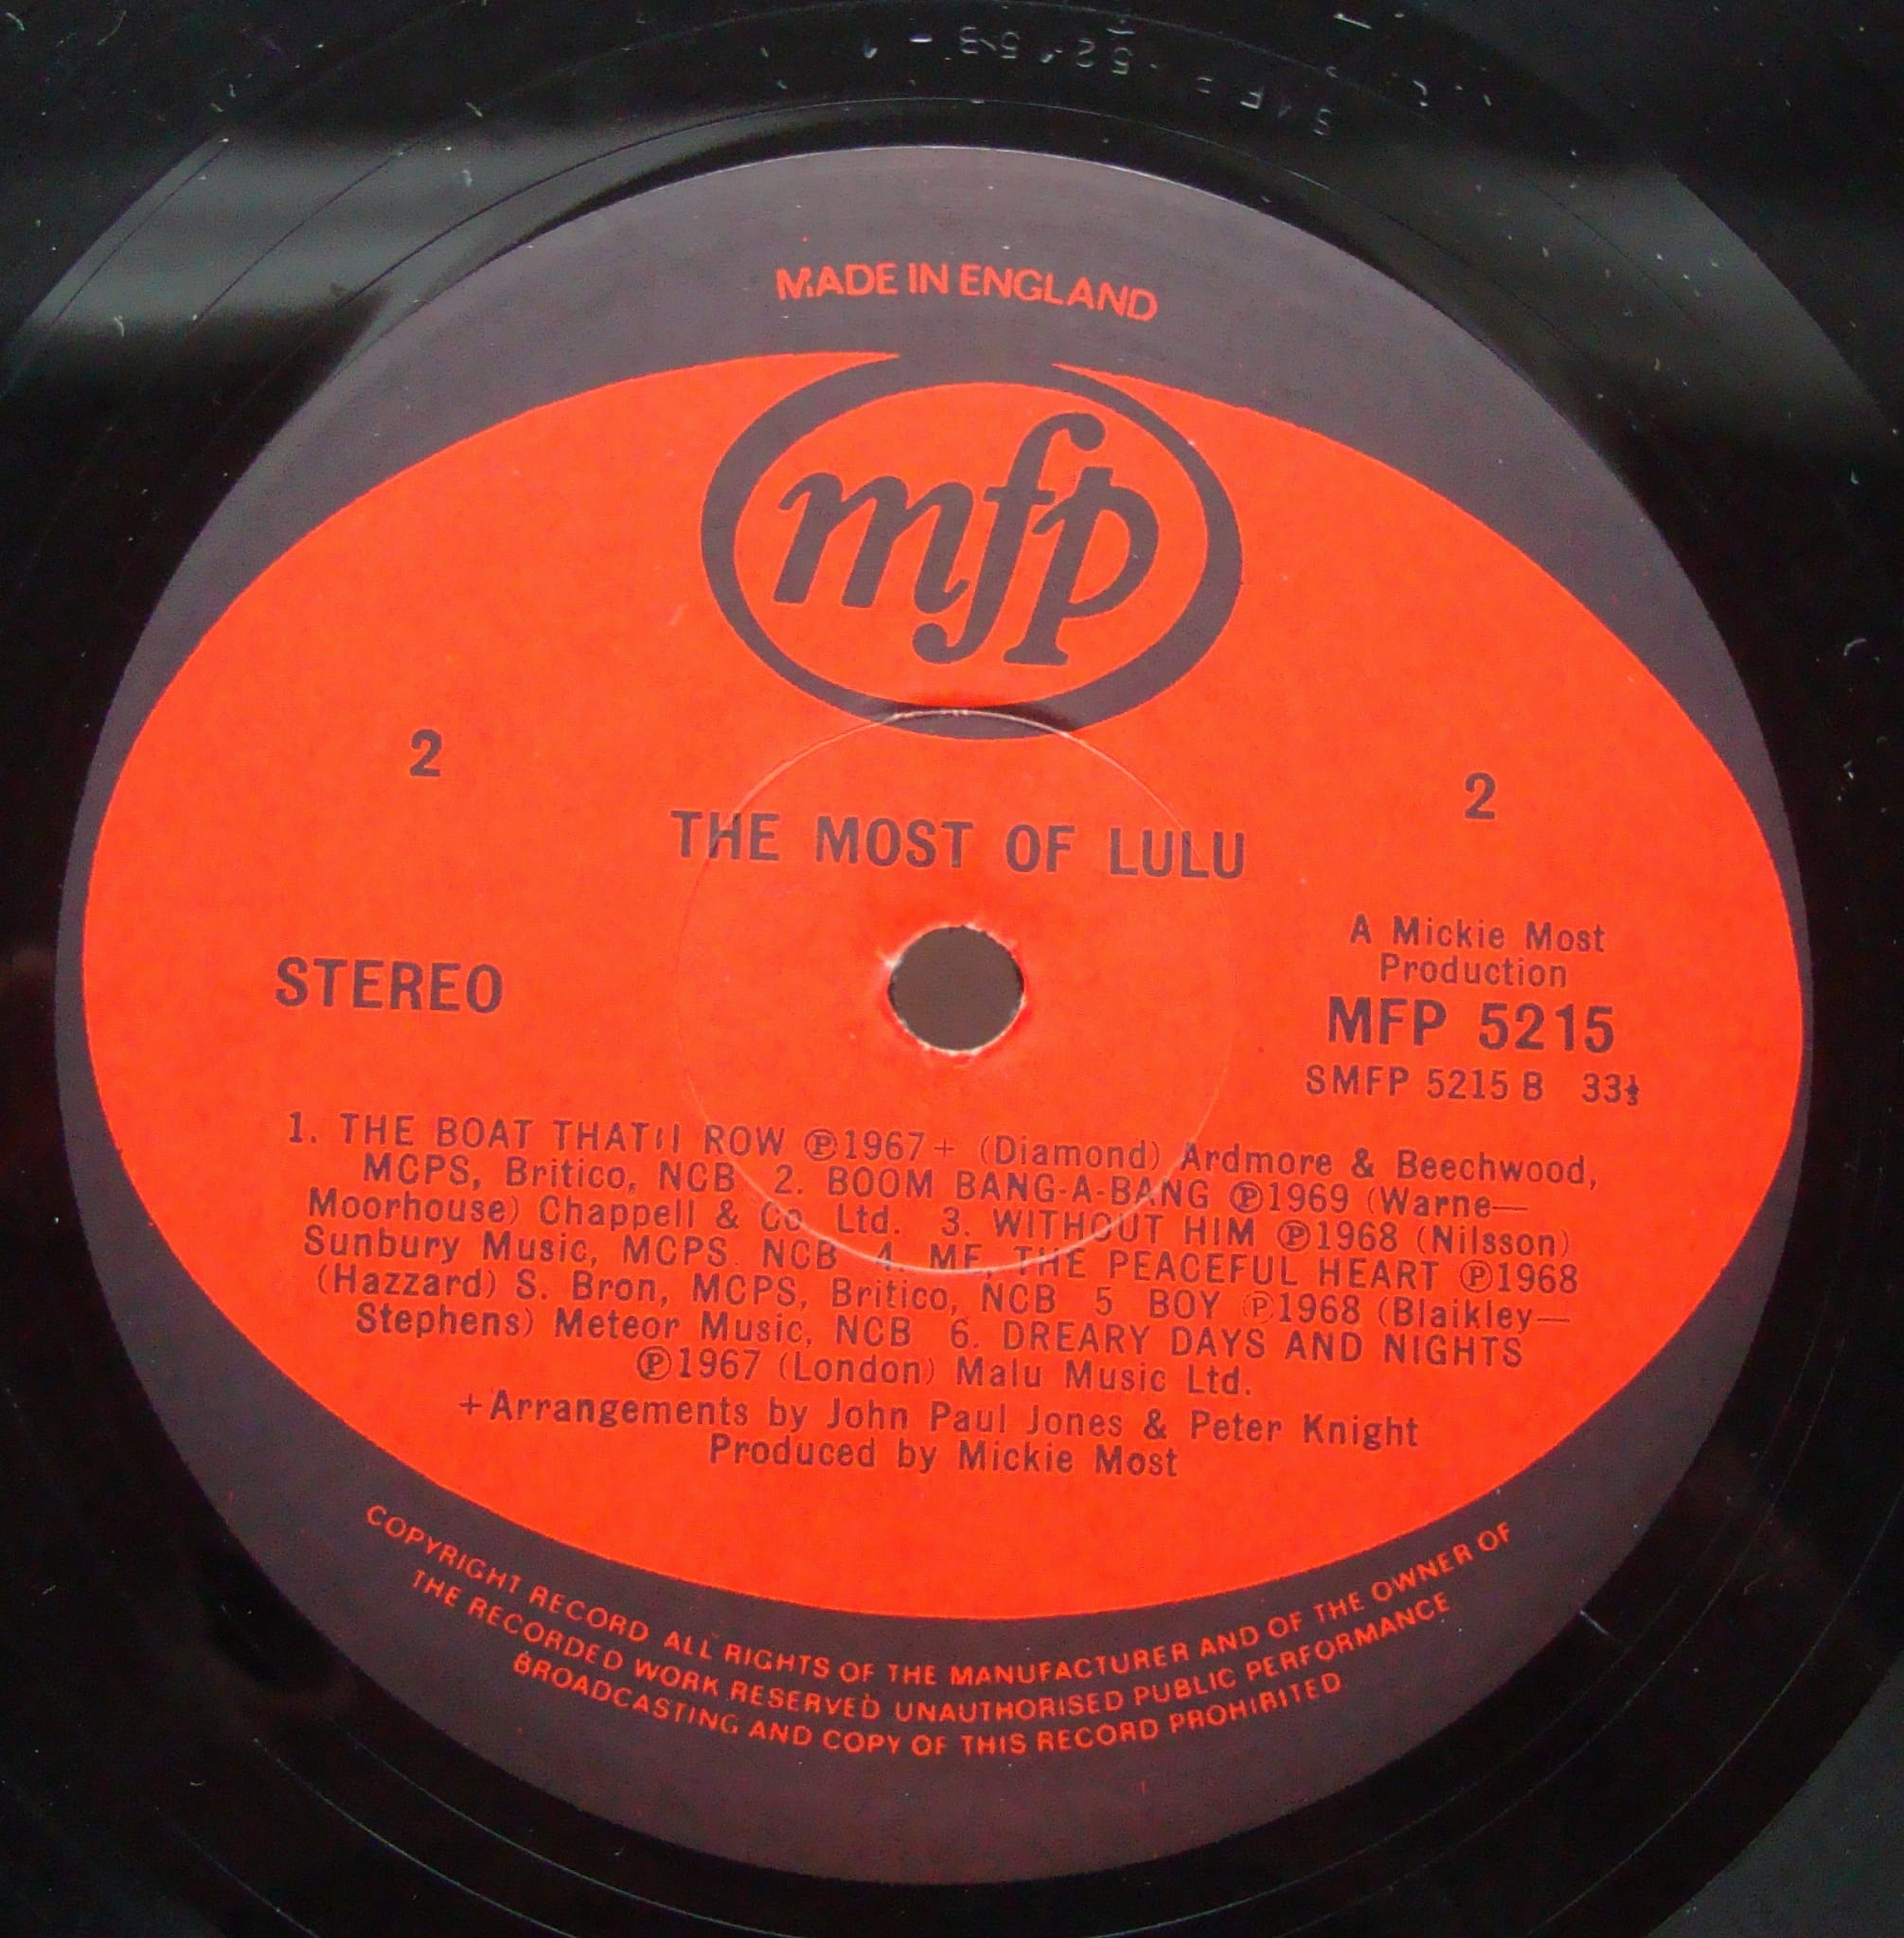 MADE IN ENGLAND
mfp
2
2
THE MOST OF LULU
A Mickie Most
Production
STEREO
MFP 5215
SMFP 5215 B 33⅓
1. THE BOAT THAT I ROW ℗1967+ (Diamond) Ardmore & Beechwood,
MCPS, Britico, NCB 2. BOOM BANG-A-BANG ℗1969 (Warne—
Moorhouse) Chappell & Co. Ltd. 3. WITHOUT HIM ℗1968 (Nilsson)
Sunbury Music, MCPS. NCB 4. ME, THE PEACEFUL HEART ℗1968
(Hazzard) S. Bron, MCPS, Britico, NCB 5 BOY ℗1968 (Blaikley—
Stephens) Meteor Music, NCB 6. DREARY DAYS AND NIGHTS
℗1967 (London) Malu Music Ltd.
+Arrangements by John Paul Jones & Peter Knight
Produced by Mickie Most
COPYRIGHT RECORD ALL RIGHTS OF THE MANUFACTURER AND OF THE OWNER OF
THE RECORDED WORK RESERVED UNAUTHORISED PUBLIC PERFORMANCE
BROADCASTING AND COPY OF THIS RECORD PROHIBITED